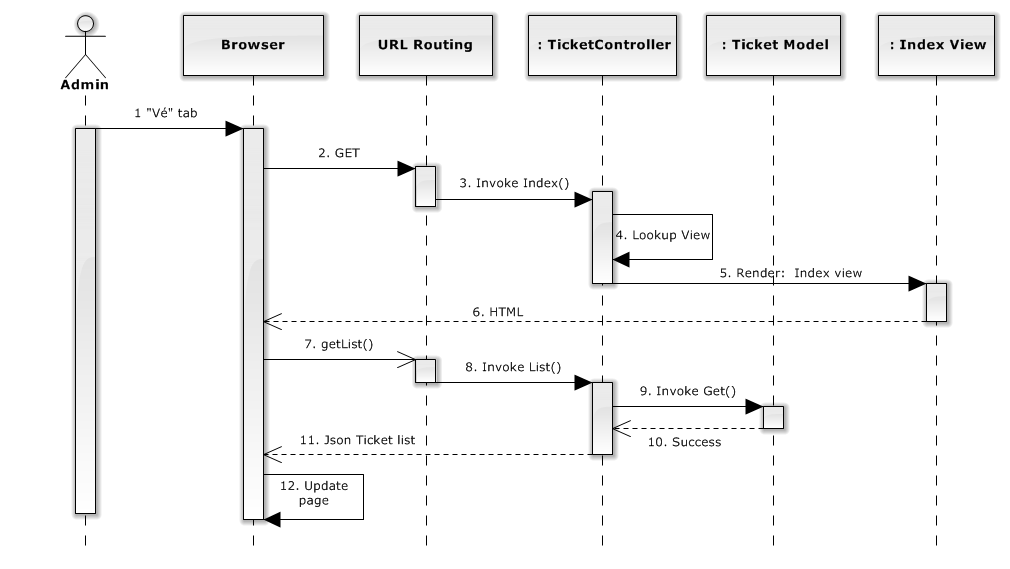 Browser
URL Routing
: TicketController
: Ticket Model
: Index View
Admin
1 "Vé" tab
2. GET
3. Invoke Index()
4. Lookup View
5. Render:  Index view
6. HTML
7. getList()
8. Invoke List()
9. Invoke Get()
10. Success
11. Json Ticket list
12. Update
page